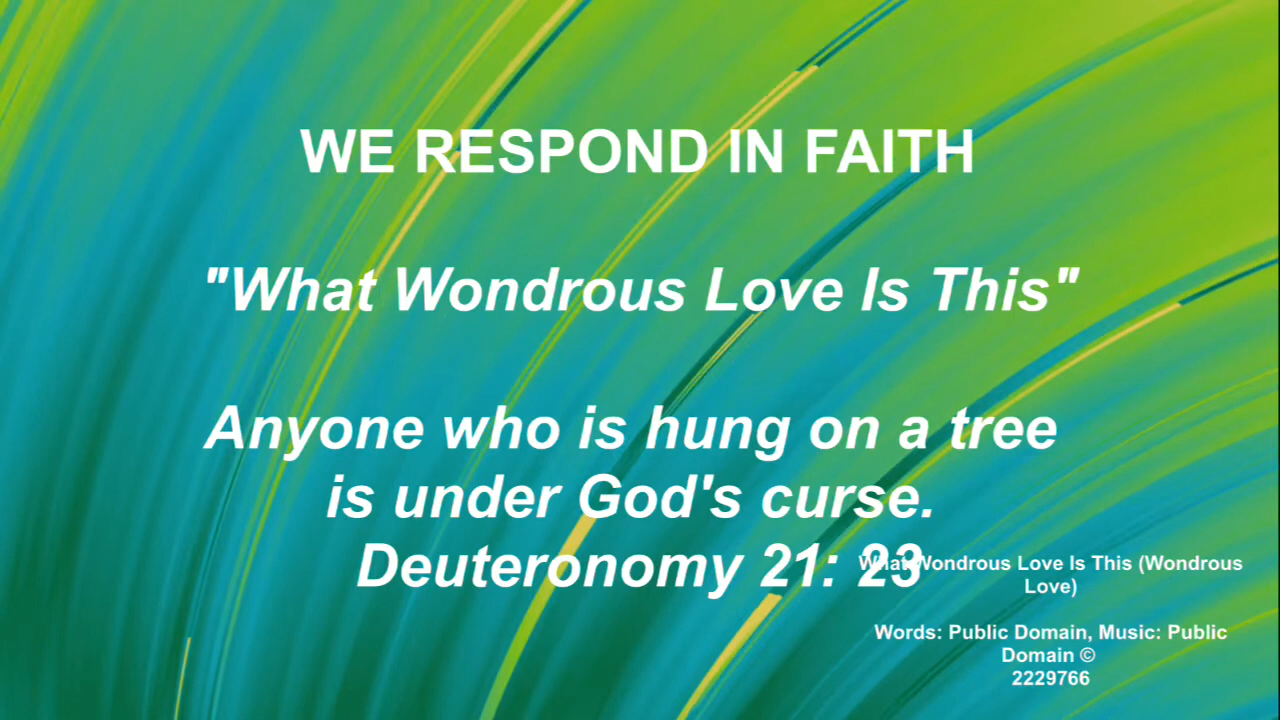 WE RESPOND IN FAITH
"What Wondrous Love Is This"
Anyone who is hung on a tree
is under God's curse.
Deuteronomy 21: 23
What Wondrous Love Is This (Wondrous
Love)
Words: Public Domain, Music: Public
Domain ©
2229766